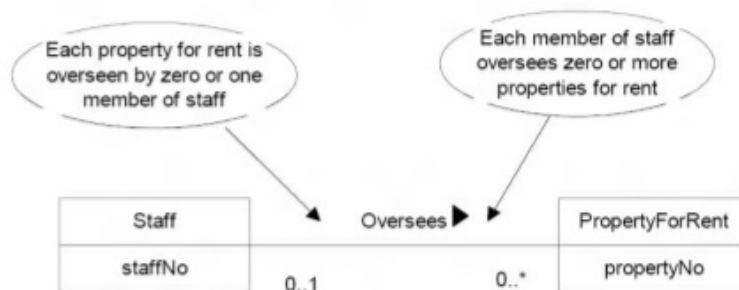 Each property for rent is
overseen by zero or one
member of staff
Each member of staff
oversees zero or more
properties for rent
Staff
Oversees
PropertyForRent
staffNo
0..1
0..*
propertyNo